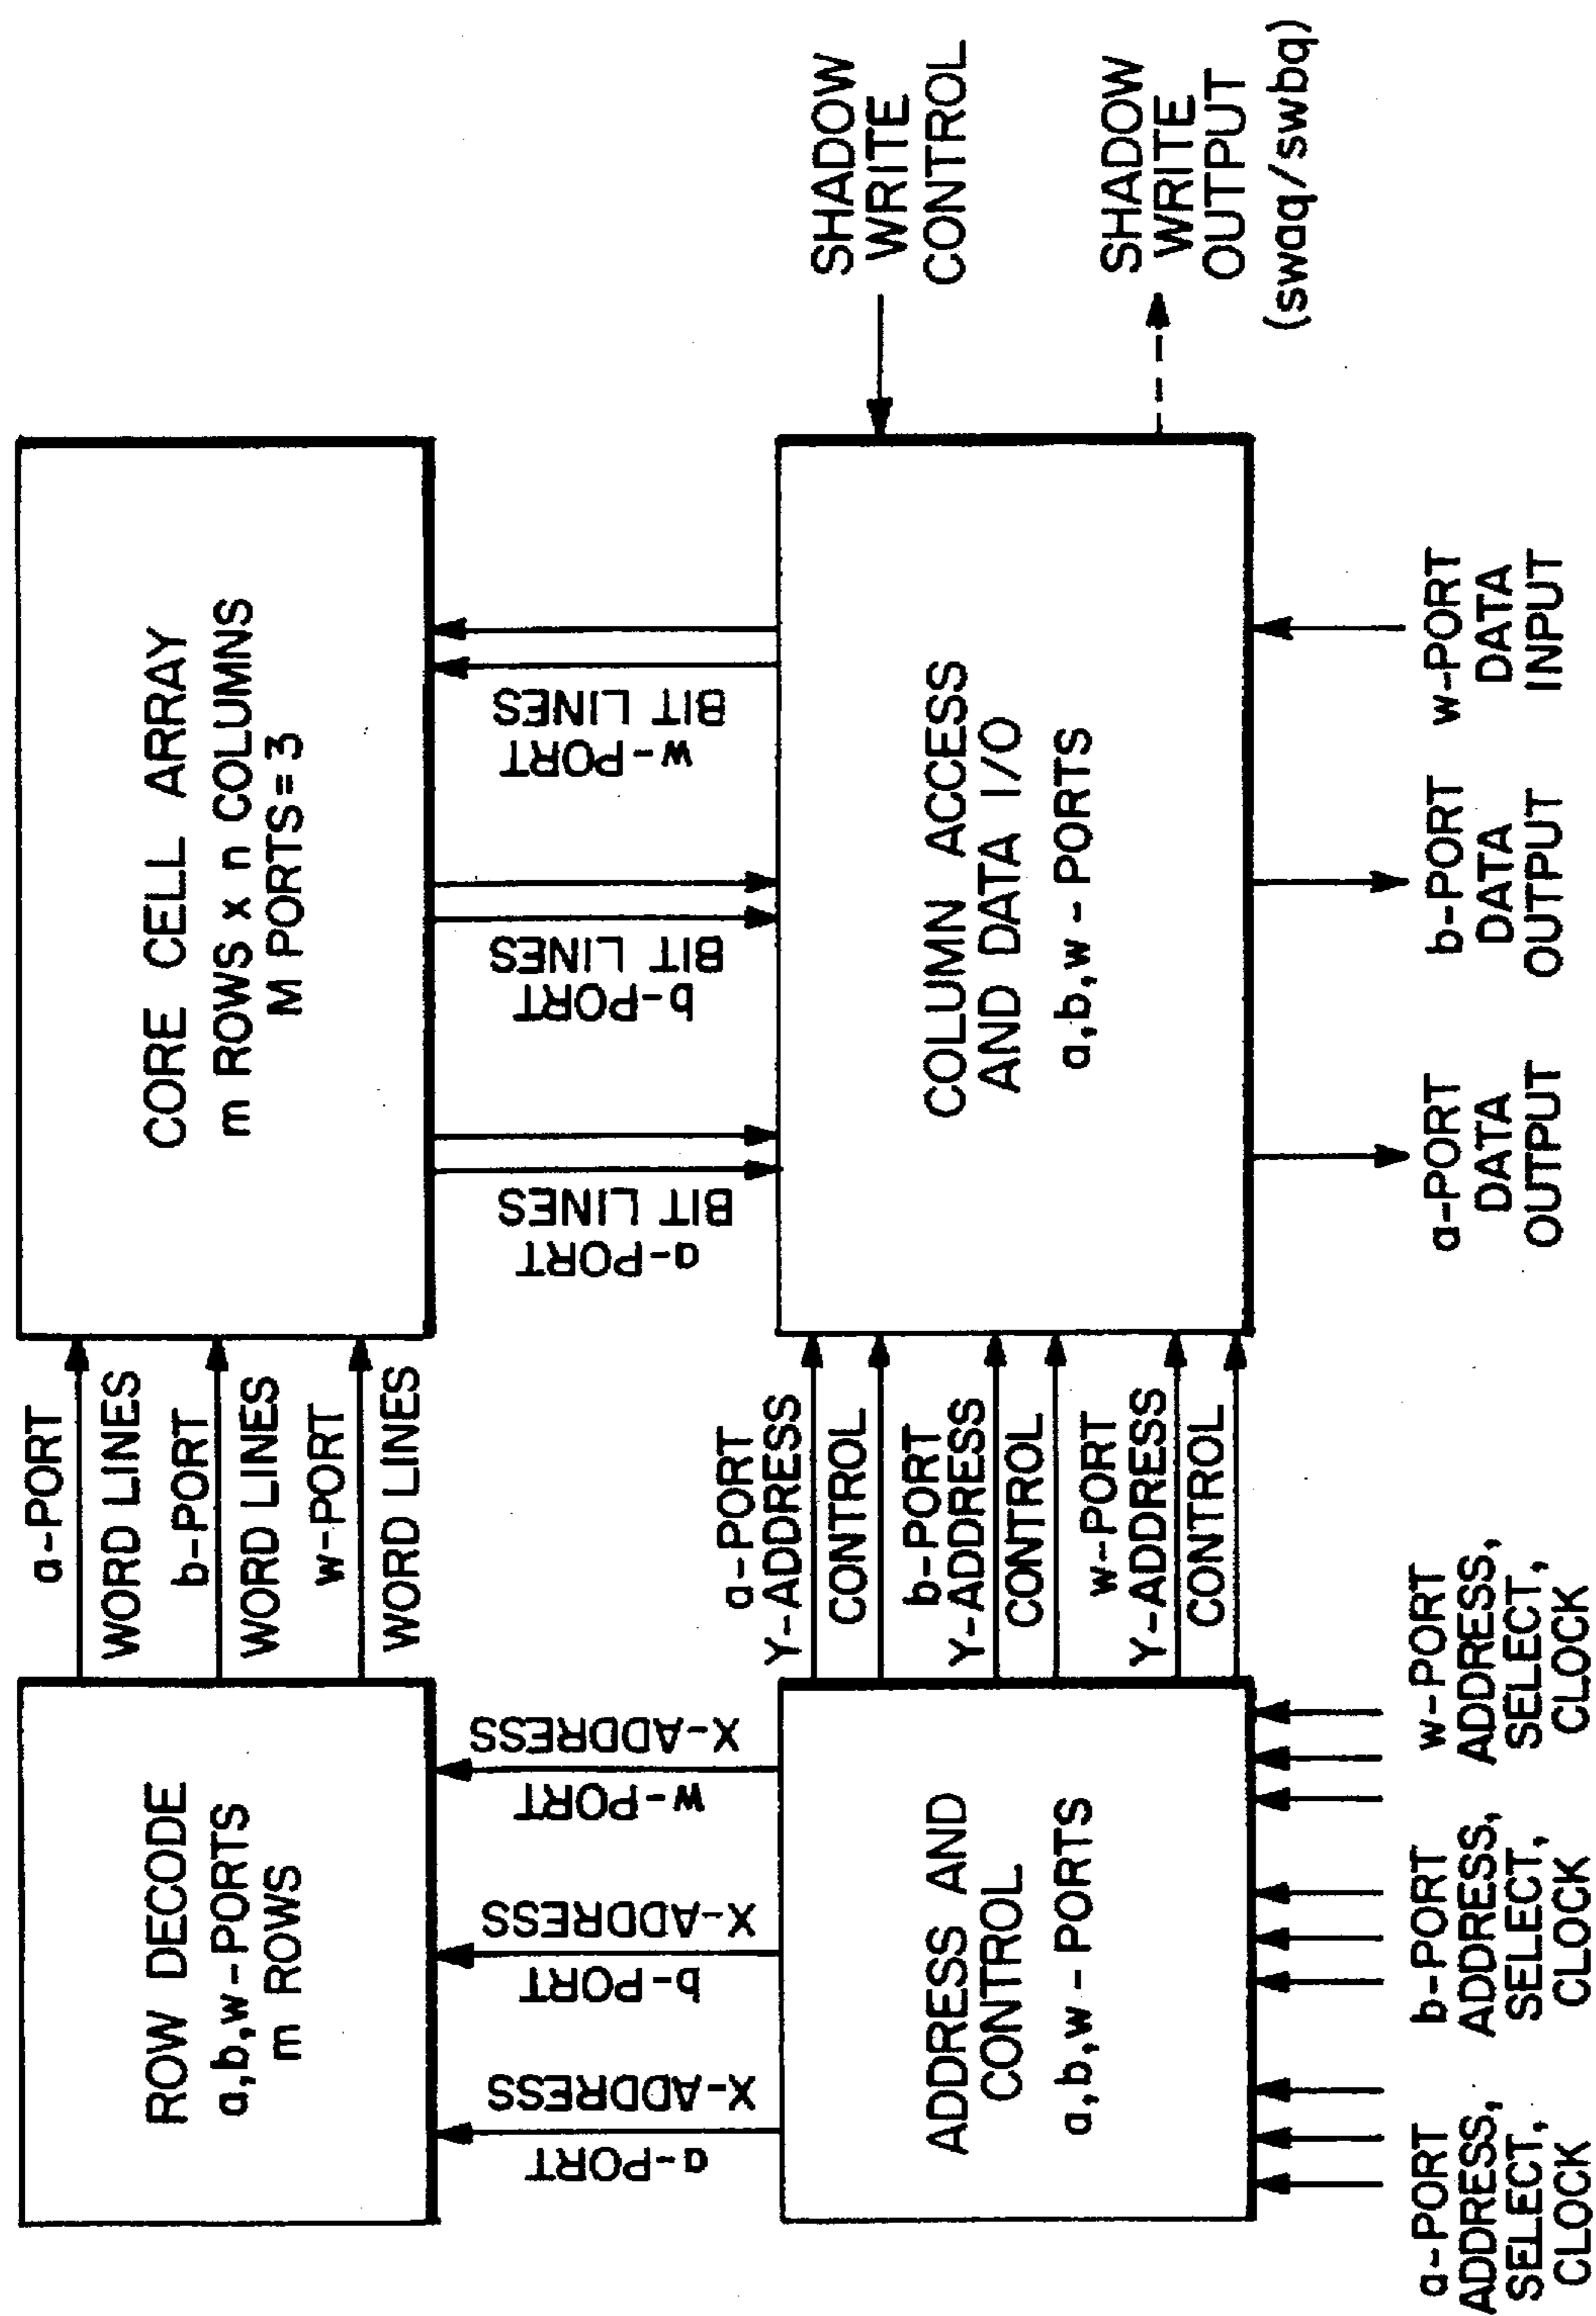 ROW DECODE
a,b,w-PORTS
m ROWS
a-PORT
WORD LINES
b-PORT
WORD LINES
w-PORT
WORD LINES
CORE CELL ARRAY
m ROWS x n COLUMNS
M PORTS=3
a-PORT
X-ADDRESS
b-PORT
X-ADDRESS
w-PORT
X-ADDRESS
a-PORT
BIT LINES
b-PORT
BIT LINES
w-PORT
BIT LINES
ADDRESS AND
CONTROL
a,b,w-PORTS
a-PORT
Y-ADDRESS
CONTROL
b-PORT
Y-ADDRESS
CONTROL
w-PORT
Y-ADDRESS
CONTROL
COLUMN ACCESS
AND DATA I/O
a,b,w-PORTS
SHADOW
WRITE
CONTROL
SHADOW
WRITE
OUTPUT
(swaq/swbq)
a-PORT
ADDRESS,
SELECT,
CLOCK
b-PORT
ADDRESS,
SELECT,
CLOCK
w-PORT
ADDRESS,
SELECT,
CLOCK
a-PORT
DATA
OUTPUT
b-PORT
DATA
OUTPUT
w-PORT
DATA
INPUT